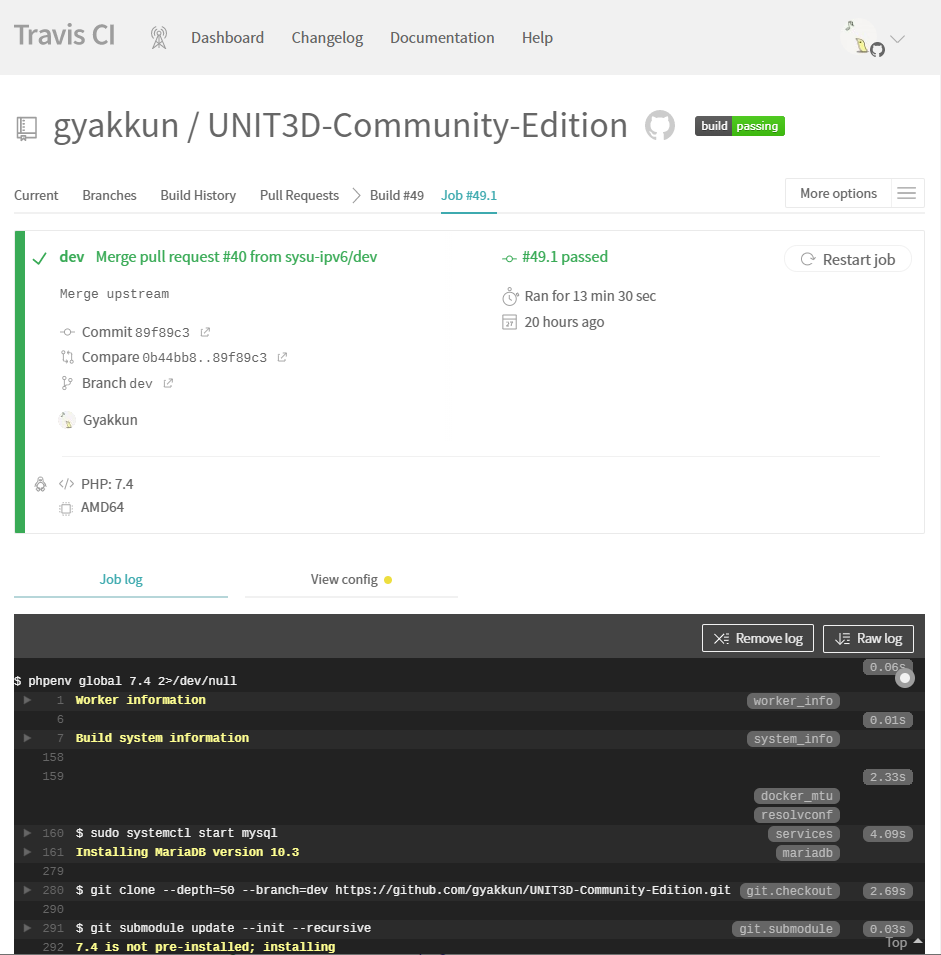 Travis CI Dashboard Changelog Documentation Help
gyakkun / UNIT3D-Community-Edition build passing
Current Branches Build History Pull Requests Build #49 Job #49.1 More options
dev Merge pull request #40 from sysu-ipv6/dev #49.1 passed Restart job
Merge upstream Ran for 13 min 30 sec
20 hours ago
Commit 89f89c3
Compare 0b44bb8..89f89c3
Branch dev
Gyakkun
</> PHP: 7.4
AMD64
Job log View config
Remove log Raw log
0.06s
$ phpenv global 7.4 2>/dev/null
1 Worker information worker_info
6 0.01s
7 Build system information system_info
158
159 2.33s
docker_mtu
resolvconf
160 $ sudo systemctl start mysql services 4.09s
161 Installing MariaDB version 10.3 mariadb
279
280 $ git clone --depth=50 --branch=dev https://github.com/gyakkun/UNIT3D-Community-Edition.git git.checkout 2.69s
290
291 $ git submodule update --init --recursive git.submodule 0.03s
292 7.4 is not pre-installed; installing Top